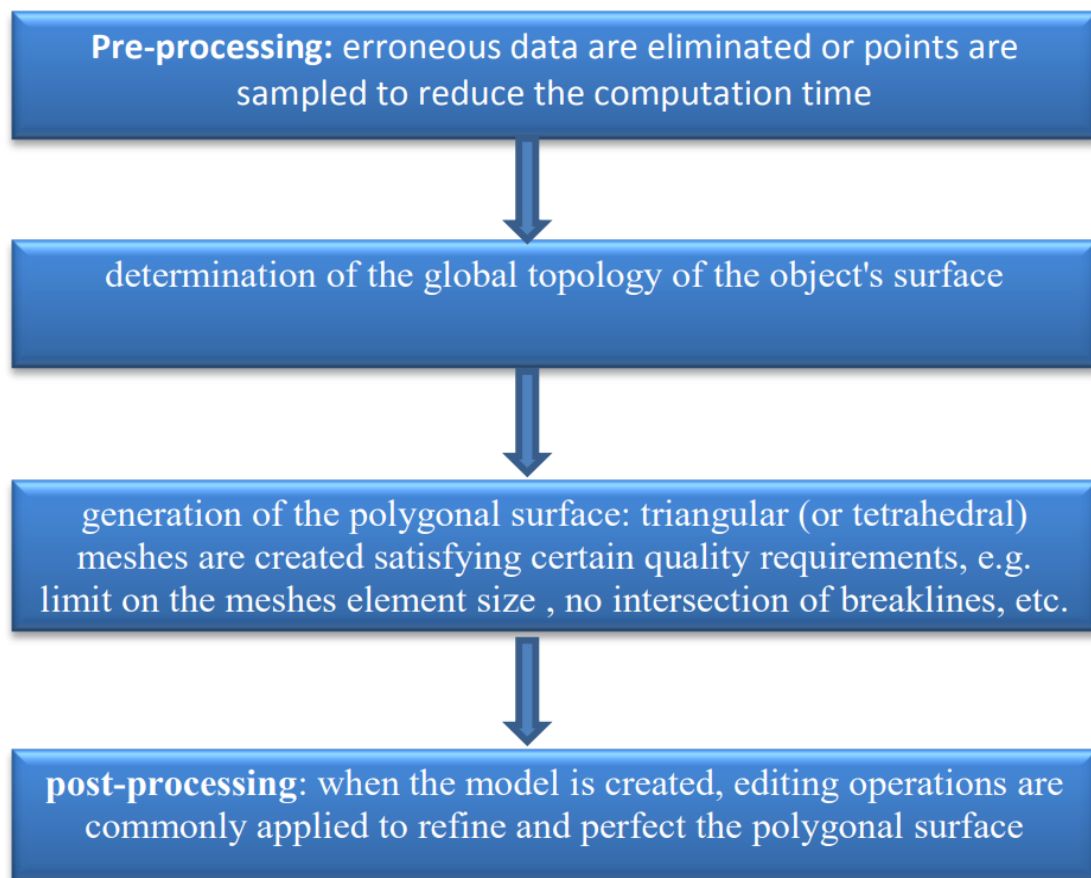 Pre-processing: erroneous data are eliminated or points are
sampled to reduce the computation time
determination of the global topology of the object's surface
generation of the polygonal surface: triangular (or tetrahedral)
meshes are created satisfying certain quality requirements, e.g.
limit on the meshes element size , no intersection of breaklines, etc.
post-processing: when the model is created, editing operations are
commonly applied to refine and perfect the polygonal surface